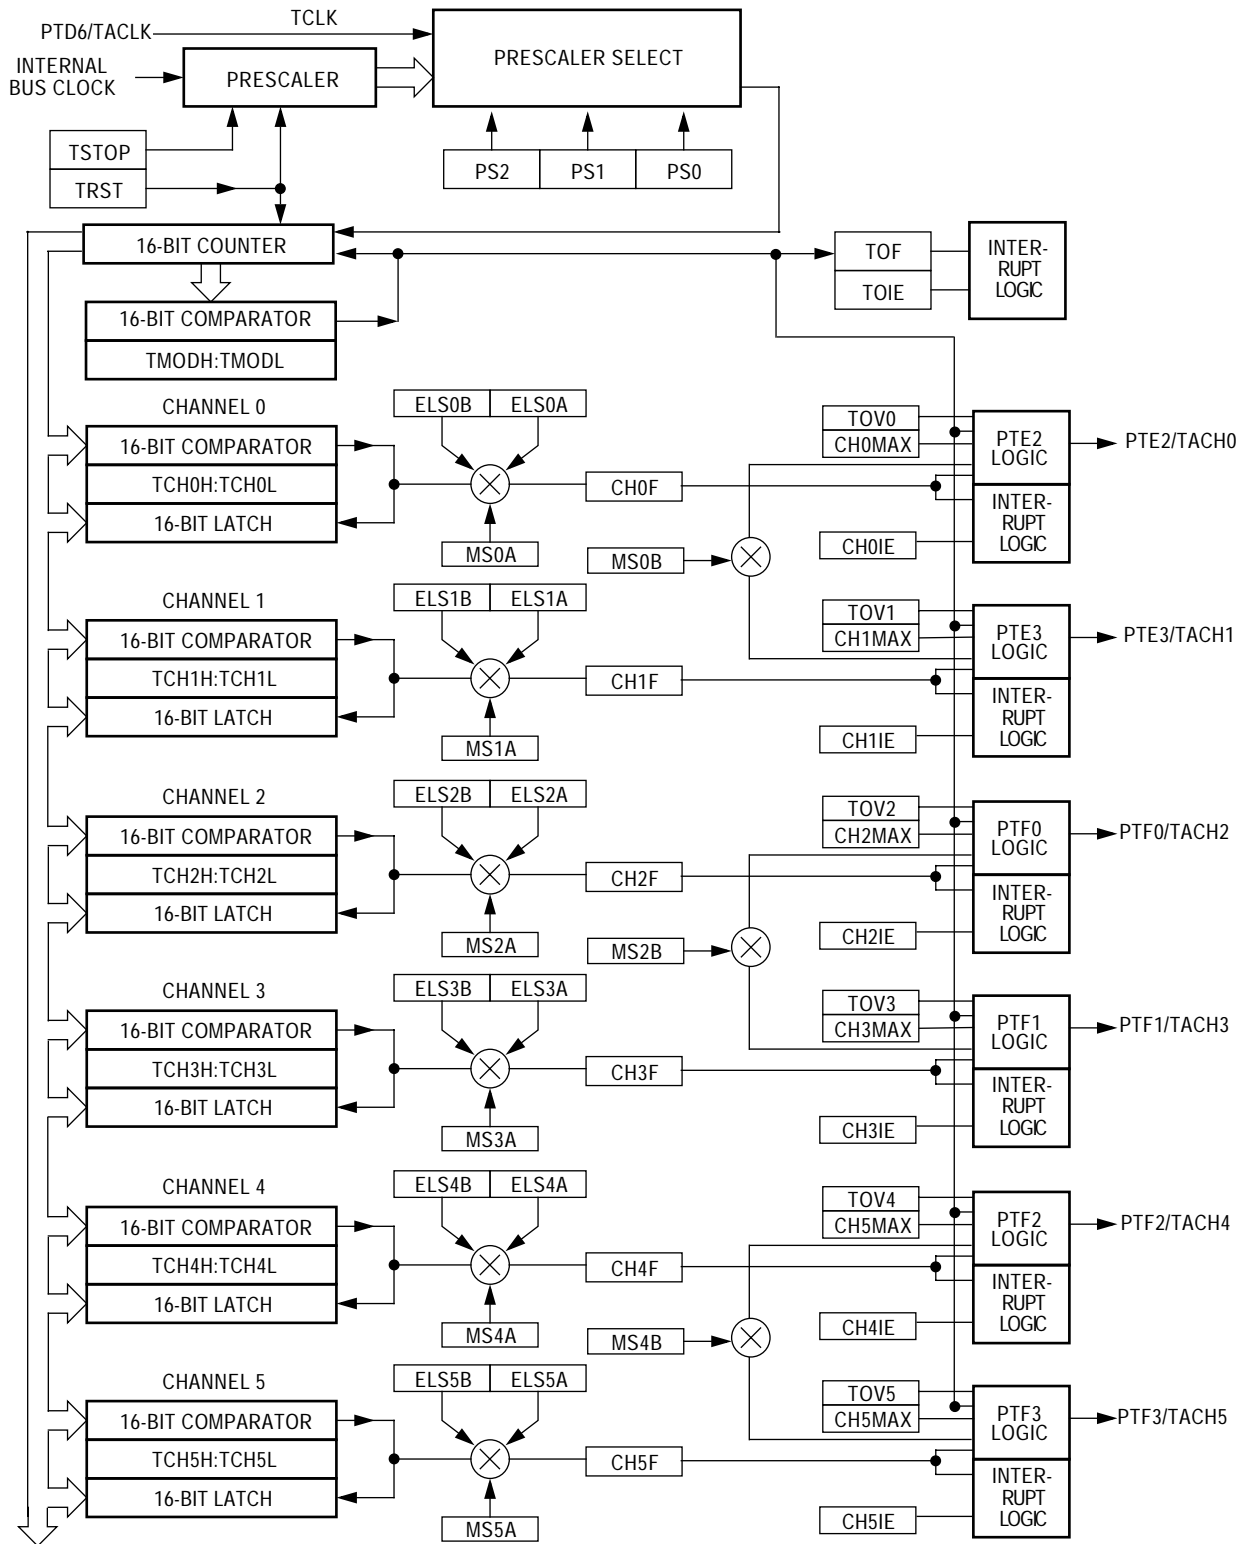 TCLK
PTD6/TACLK
PRESCALER SELECT
INTERNAL
BUS CLOCK
PRESCALER
TSTOP
TRST
PS2 PS1 PS0
16-BIT COUNTER
TOF
TOIE
INTER-
RUPT
LOGIC
16-BIT COMPARATOR
TMODH:TMODL
CHANNEL 0
ELS0B ELS0A
TOV0
CH0MAX
PTE2
LOGIC
PTE2/TACH0
16-BIT COMPARATOR
TCH0H:TCH0L
16-BIT LATCH
CH0F
INTER-
RUPT
LOGIC
MS0A
MS0B
CH0IE
CHANNEL 1
ELS1B ELS1A
TOV1
CH1MAX
PTE3
LOGIC
PTE3/TACH1
16-BIT COMPARATOR
TCH1H:TCH1L
16-BIT LATCH
CH1F
INTER-
RUPT
LOGIC
MS1A
CH1IE
CHANNEL 2
ELS2B ELS2A
TOV2
CH2MAX
PTF0
LOGIC
PTF0/TACH2
16-BIT COMPARATOR
TCH2H:TCH2L
16-BIT LATCH
CH2F
INTER-
RUPT
LOGIC
MS2A
MS2B
CH2IE
CHANNEL 3
ELS3B ELS3A
TOV3
CH3MAX
PTF1
LOGIC
PTF1/TACH3
16-BIT COMPARATOR
TCH3H:TCH3L
16-BIT LATCH
CH3F
INTER-
RUPT
LOGIC
MS3A
CH3IE
CHANNEL 4
ELS4B ELS4A
TOV4
CH5MAX
PTF2
LOGIC
PTF2/TACH4
16-BIT COMPARATOR
TCH4H:TCH4L
16-BIT LATCH
CH4F
INTER-
RUPT
LOGIC
MS4A
MS4B
CH4IE
CHANNEL 5
ELS5B ELS5A
TOV5
CH5MAX
PTF3
LOGIC
PTF3/TACH5
16-BIT COMPARATOR
TCH5H:TCH5L
16-BIT LATCH
CH5F
INTER-
RUPT
LOGIC
MS5A
CH5IE